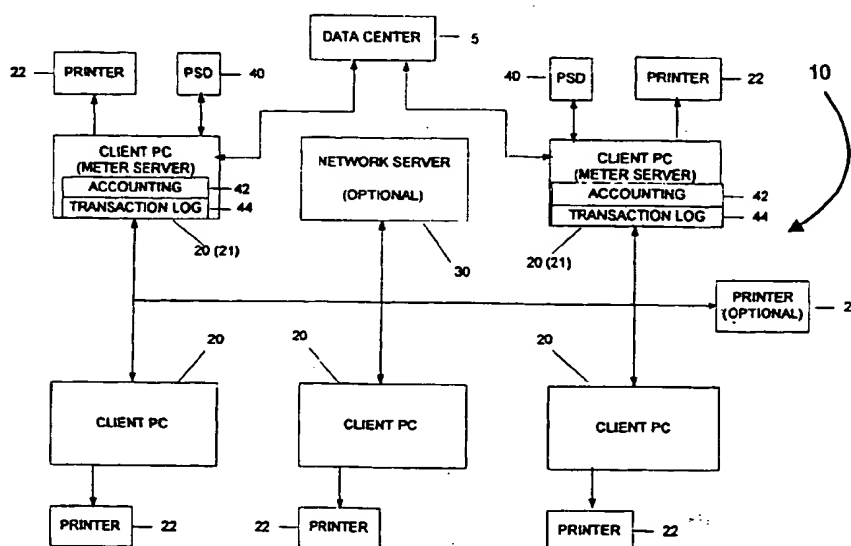 DATA CENTER
5
22
PRINTER
PSD
40
40
PSD
PRINTER
22
10
CLIENT PC
(METER SERVER)
ACCOUNTING
42
TRANSACTION LOG
44
20 (21)
NETWORK SERVER
(OPTIONAL)
30
CLIENT PC
(METER SERVER)
ACCOUNTING
42
TRANSACTION LOG
44
20 (21)
PRINTER
(OPTIONAL)
20
CLIENT PC
20
CLIENT PC
20
CLIENT PC
PRINTER
22
22
PRINTER
PRINTER
22